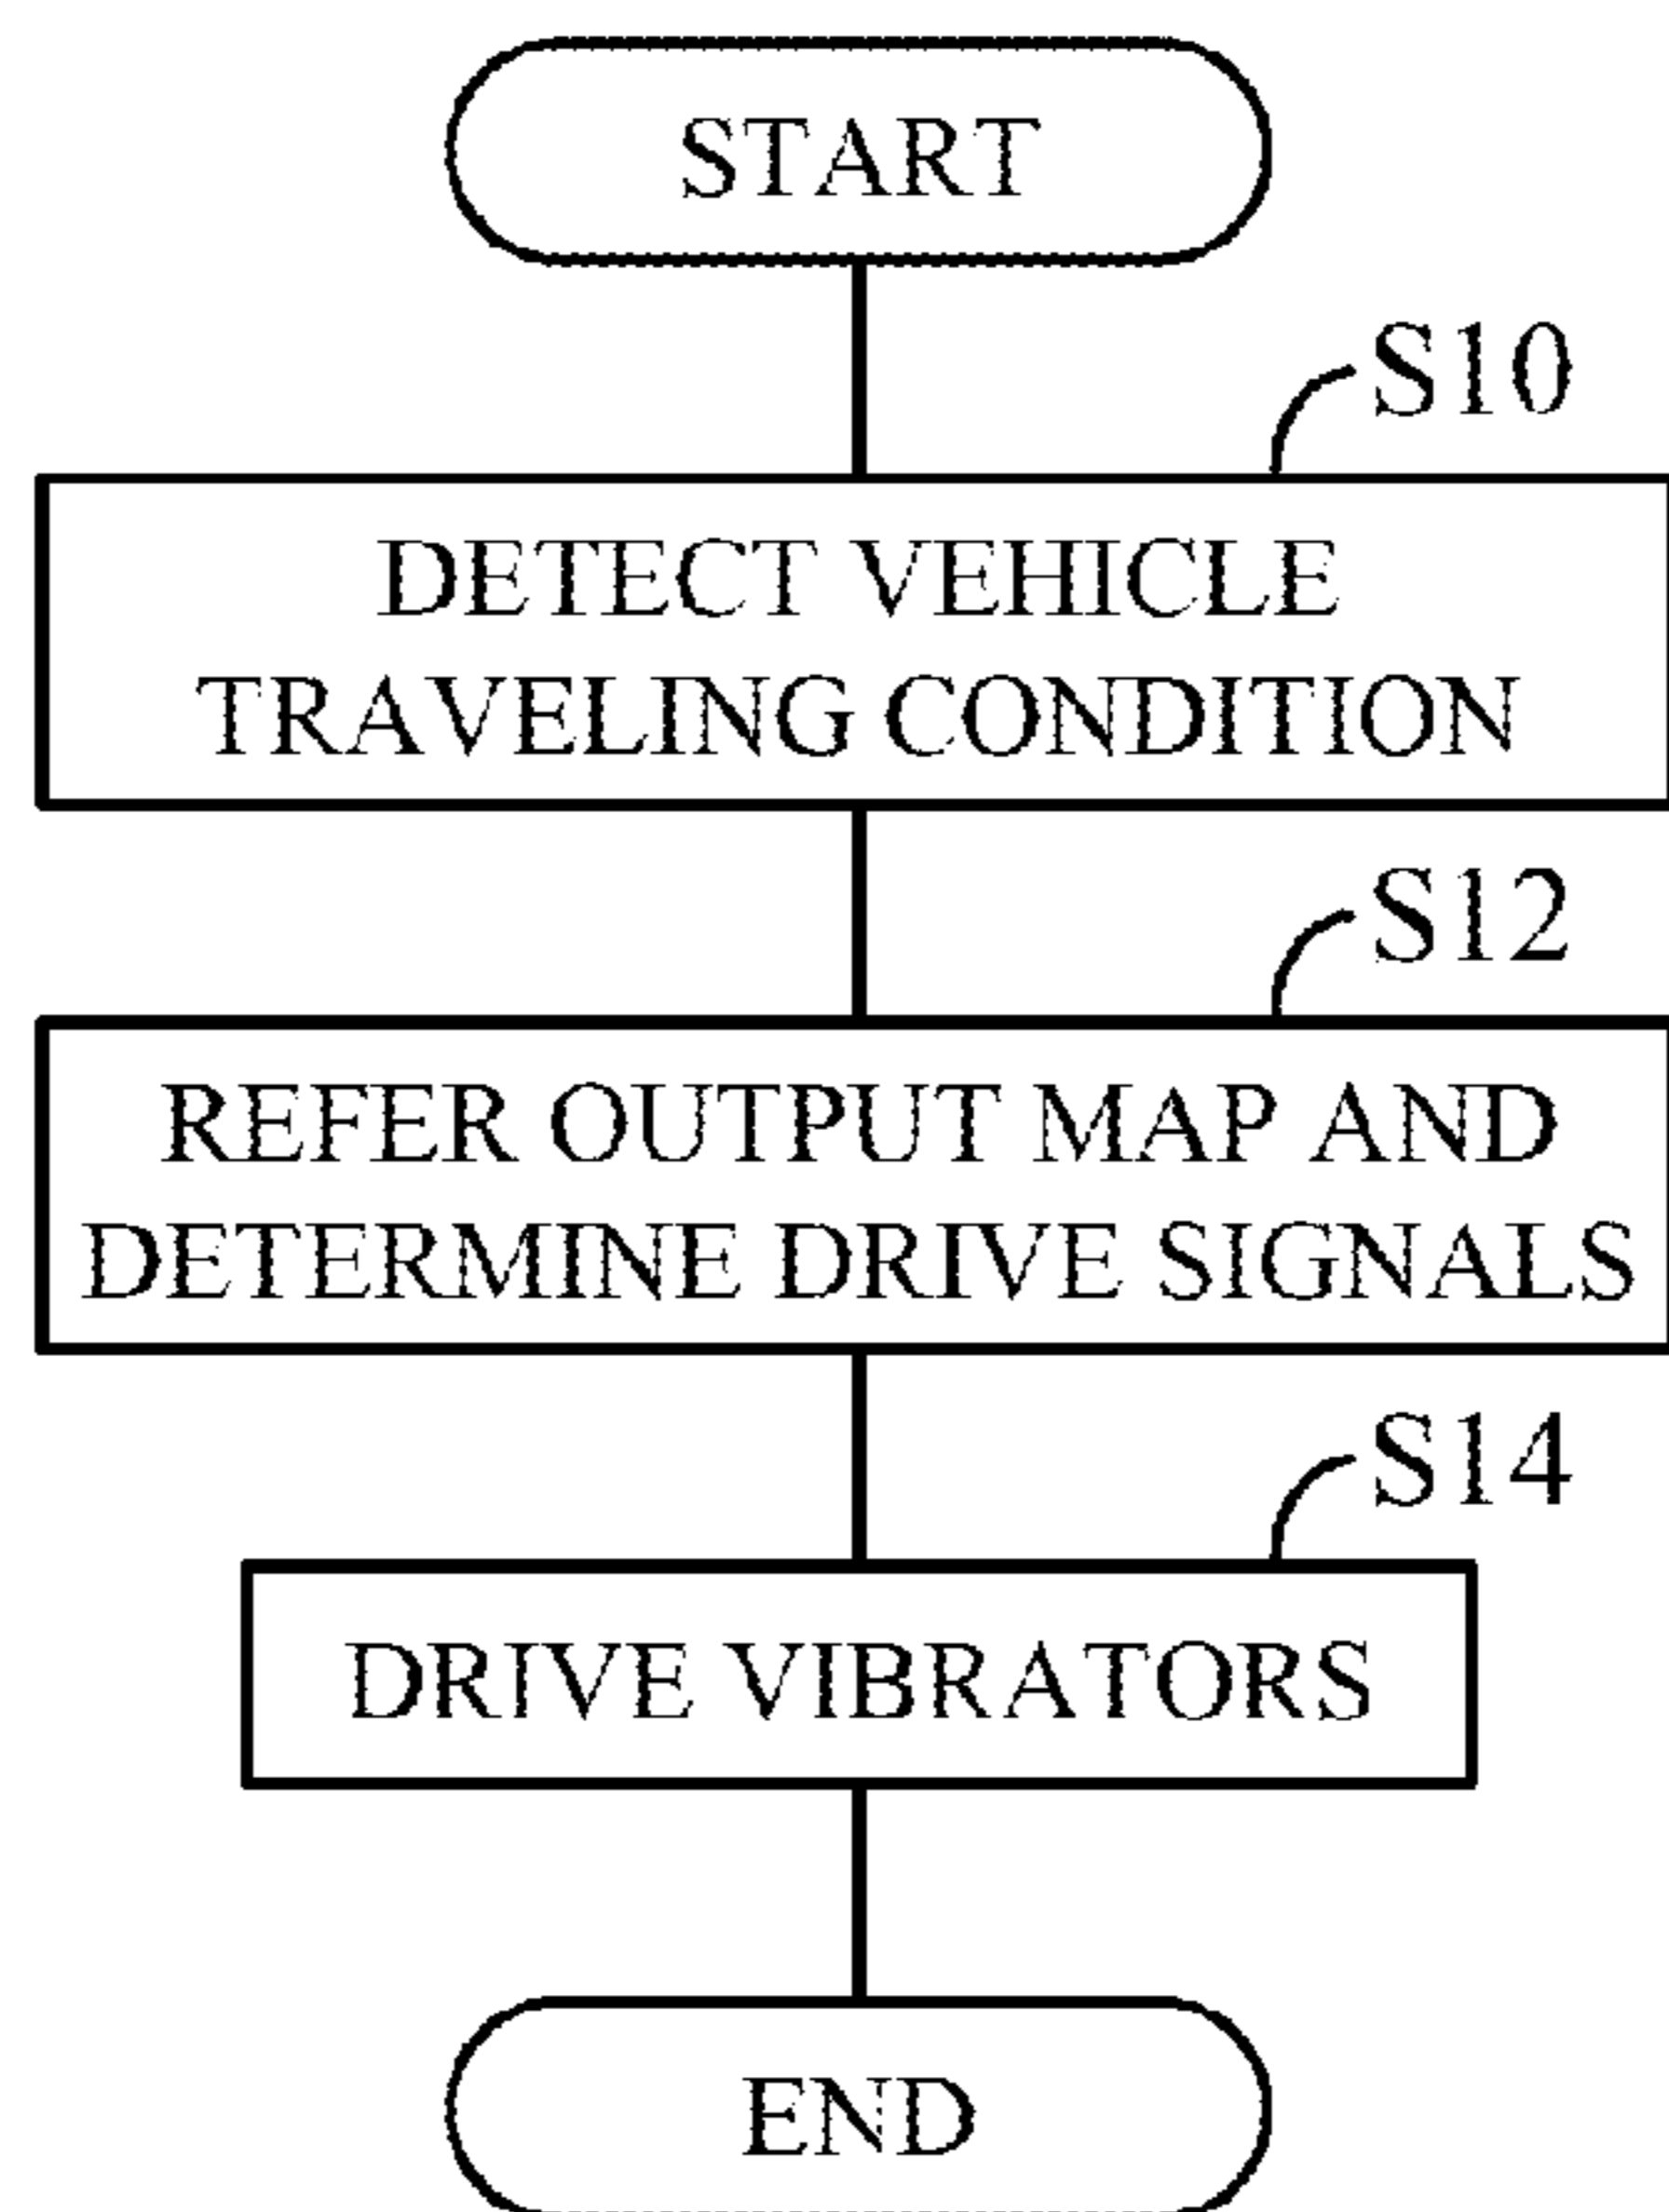 START
S10
DETECT VEHICLE
TRAVELING CONDITION
S12
REFER OUTPUT MAP AND
DETERMINE DRIVE SIGNALS
S14
DRIVE VIBRATORS
END